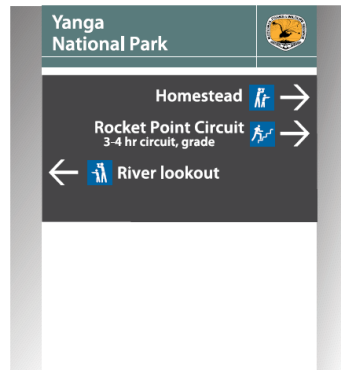 Yanga
National Park
Homestead
Rocket Point Circuit
3-4 hr circuit, grade
River lookout